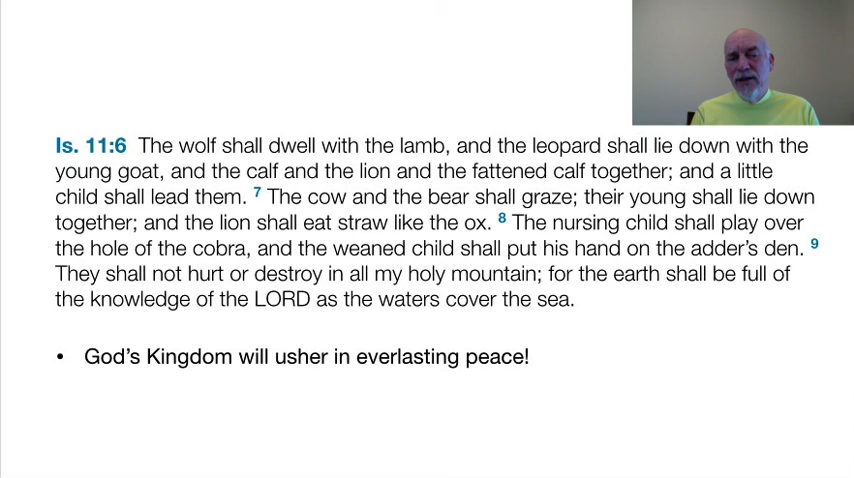 Is. 11:6 The wolf shall dwell with the lamb, and the leopard shall lie down with the
young goat, and the calf and the lion and the fattened calf together; and a little
child shall lead them. 7 The cow and the bear shall graze; their young shall lie down
together; and the lion shall eat straw like the ox. 8 The nursing child shall play over
the hole of the cobra, and the weaned child shall put his hand on the adder’s den. 9
They shall not hurt or destroy in all my holy mountain; for the earth shall be full of
the knowledge of the LORD as the waters cover the sea.
• God’s Kingdom will usher in everlasting peace!